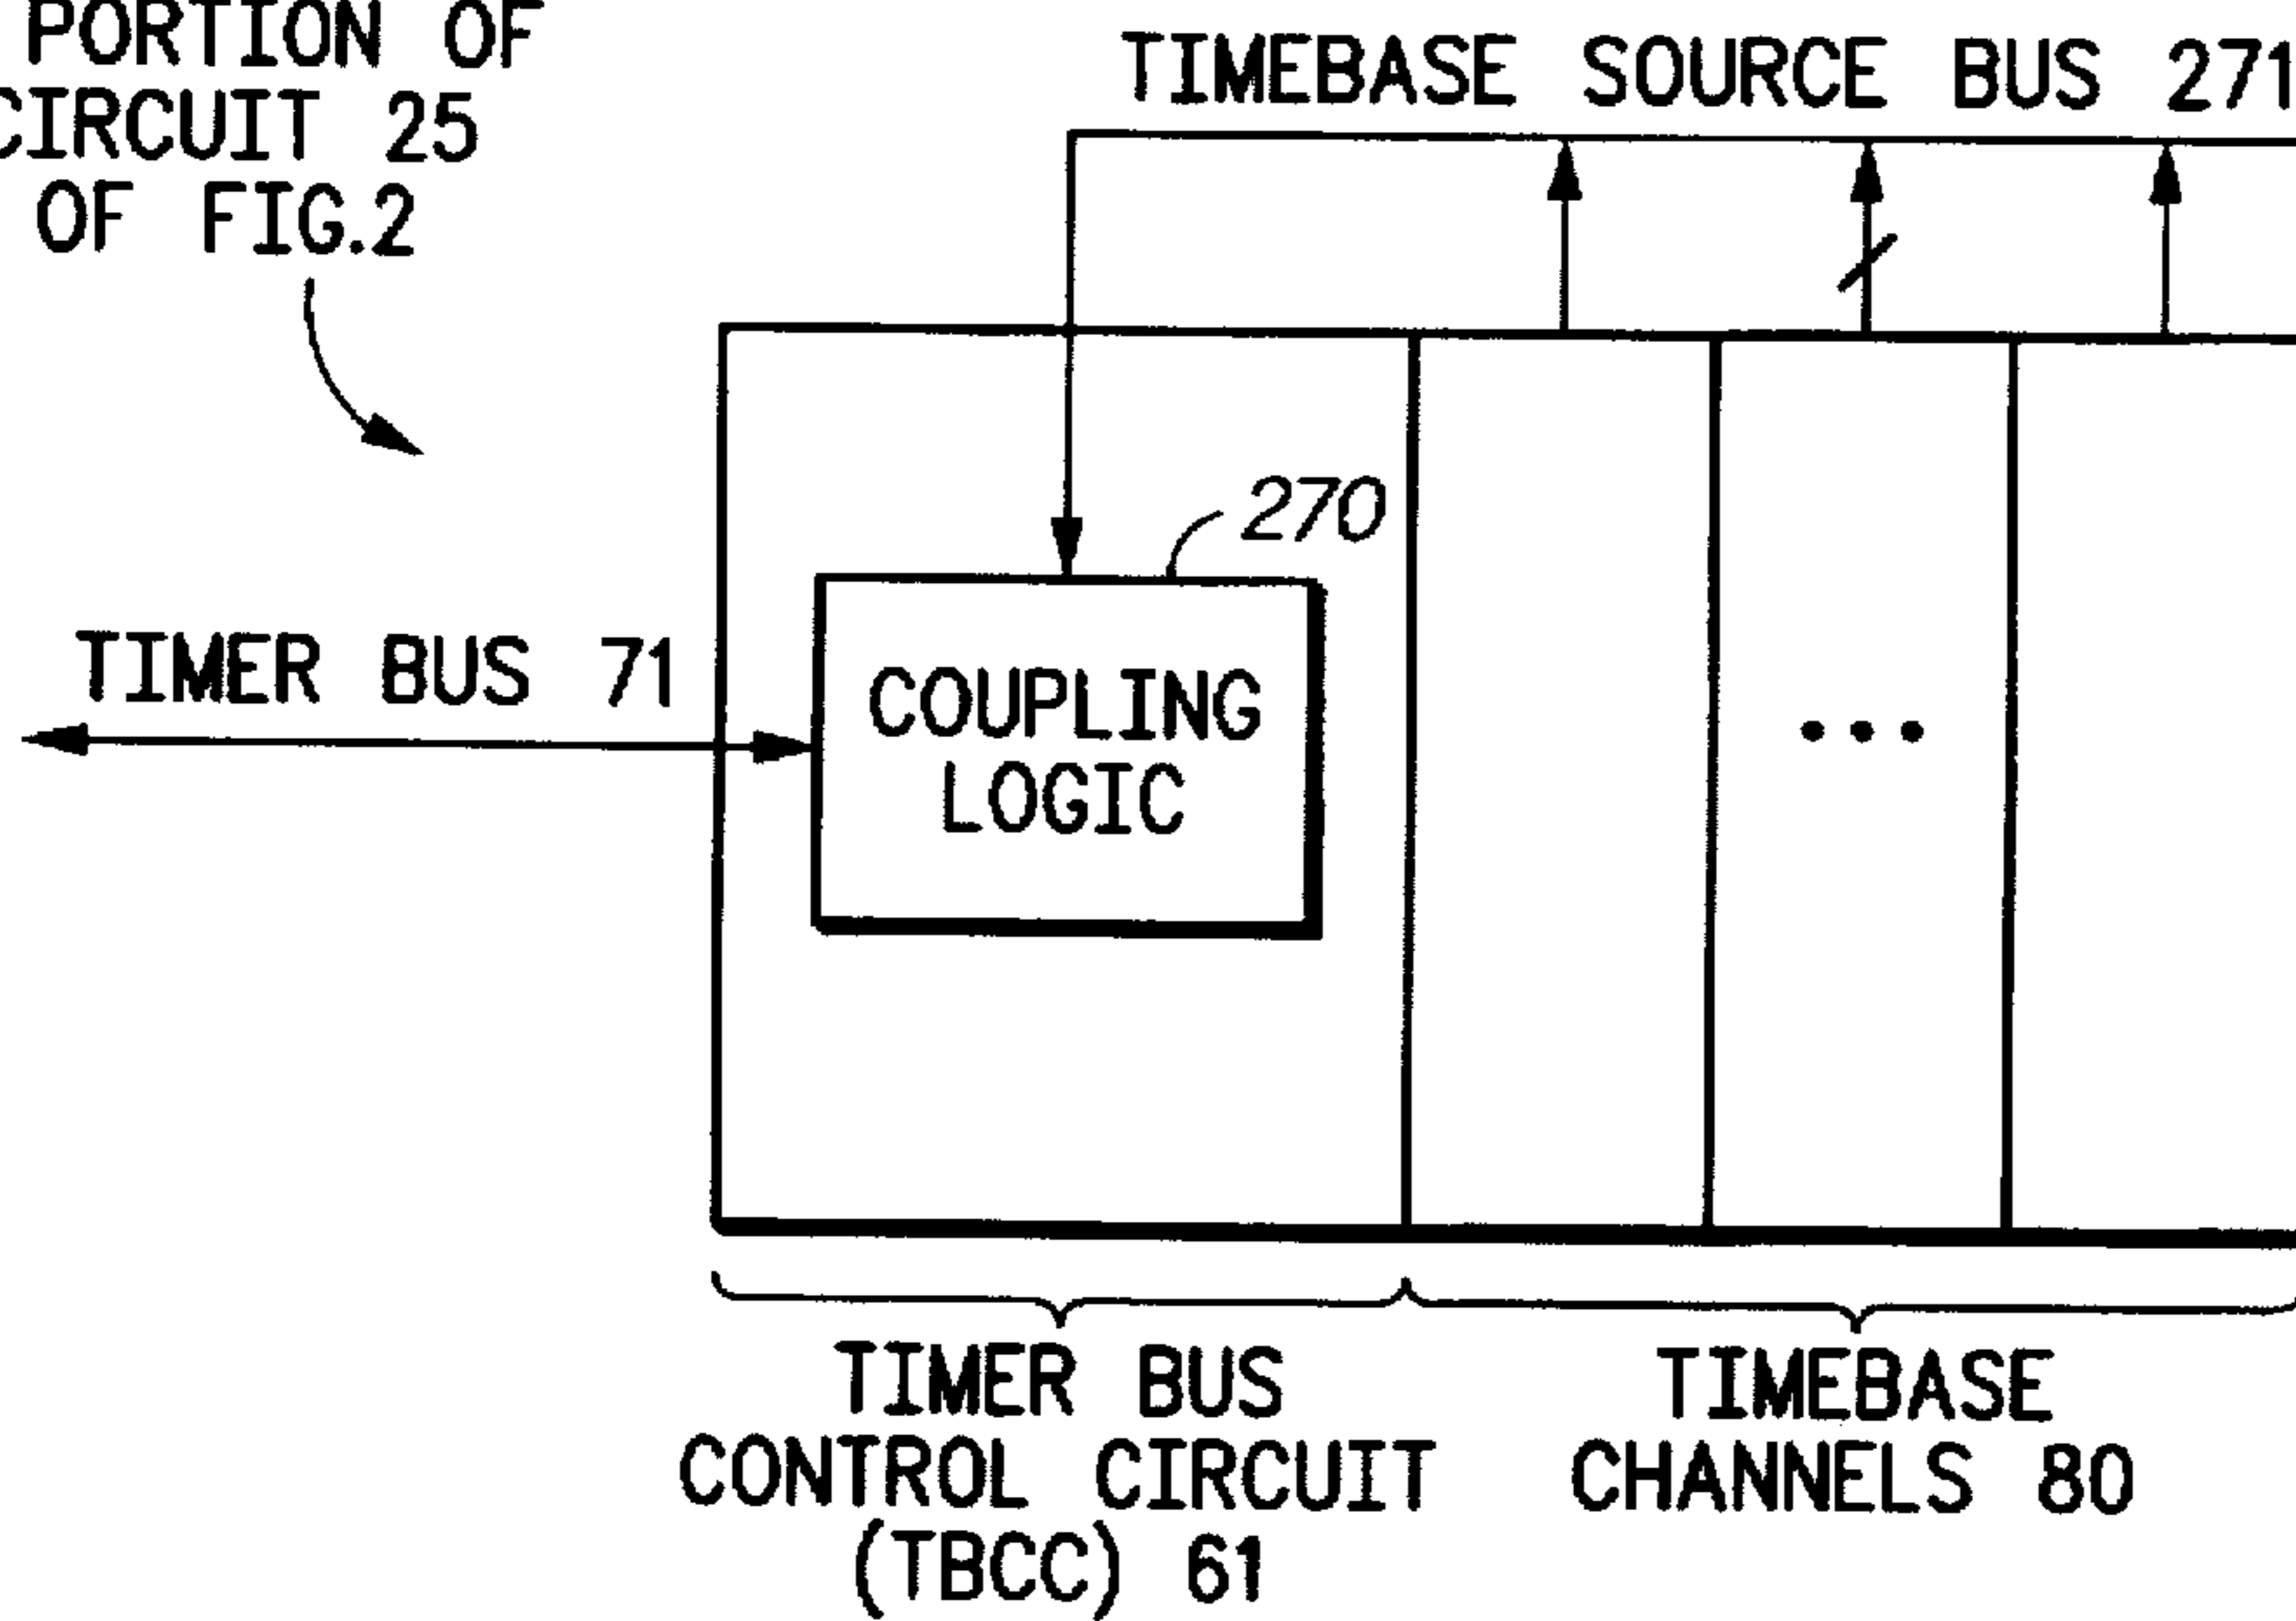 PORTION OF
CIRCUIT 25
OF FIG.2
TIMEBASE SOURCE BUS 271
270
TIMER BUS 71
COUPLING
LOGIC
TIMER BUS
CONTROL CIRCUIT
(TBCC) 61
TIMEBASE
CHANNELS 80